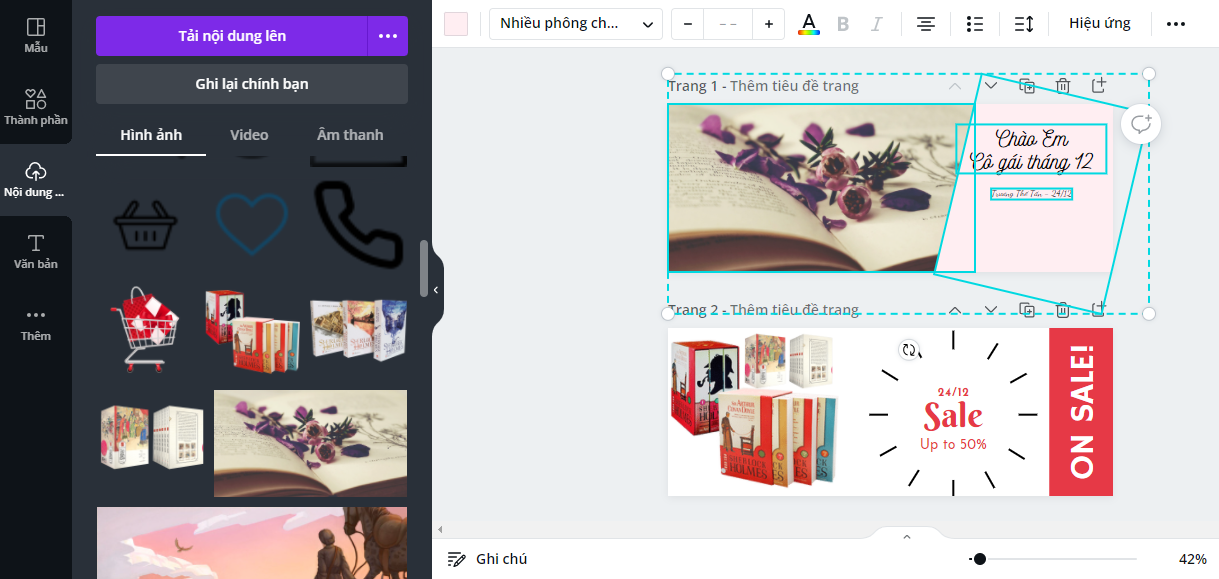 Mẫu
Thành phần
Nội dung ...
Văn bản
Thêm
Tải nội dung lên
Ghi lại chính bạn
Hình ảnh Video Âm thanh
Nhiều phông ch... – -- + A B I Hiệu ứng
Trang 1 - Thêm tiêu đề trang
Chào Em
Cô gái tháng 12
Trương Thơ Tân - 24/12
Trang 2 - Thêm tiêu đề trang
SHERLOCK
HOLMES
24/12
Sale
Up to 50%
ON SALE!
Ghi chú
42%